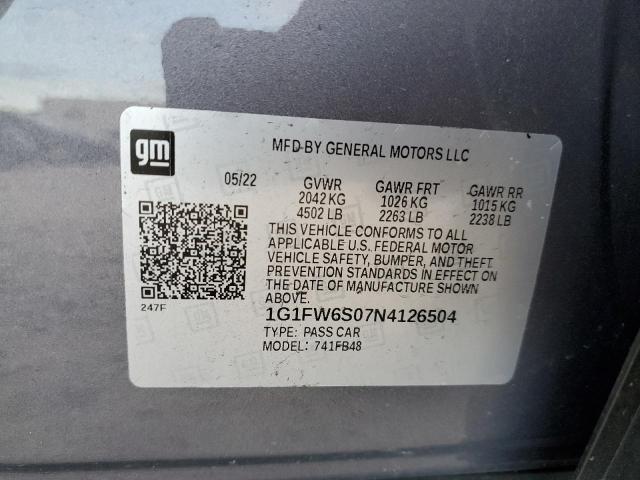 gm
MFD BY GENERAL MOTORS LLC
05/22 GVWR GAWR FRT GAWR RR
2042 KG 1026 KG 1015 KG
4502 LB 2263 LB 2238 LB
THIS VEHICLE CONFORMS TO ALL
APPLICABLE U.S. FEDERAL MOTOR
VEHICLE SAFETY, BUMPER, AND THEFT
PREVENTION STANDARDS IN EFFECT ON
THE DATE OF MANUFACTURE SHOWN
ABOVE.
247F
1G1FW6S07N4126504
TYPE: PASS CAR
MODEL: 741FB48